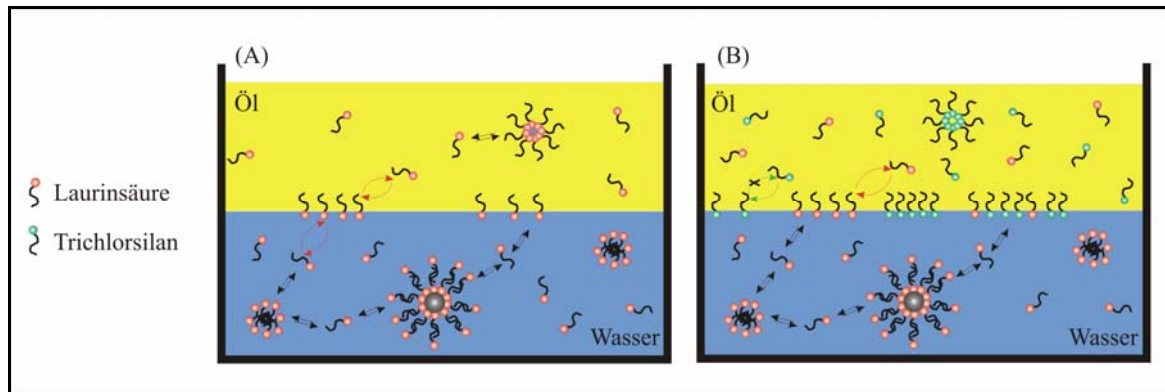 (A)
(B)
Öl
Öl
Laurinsäure
Trichlorsilan
Wasser
Wasser